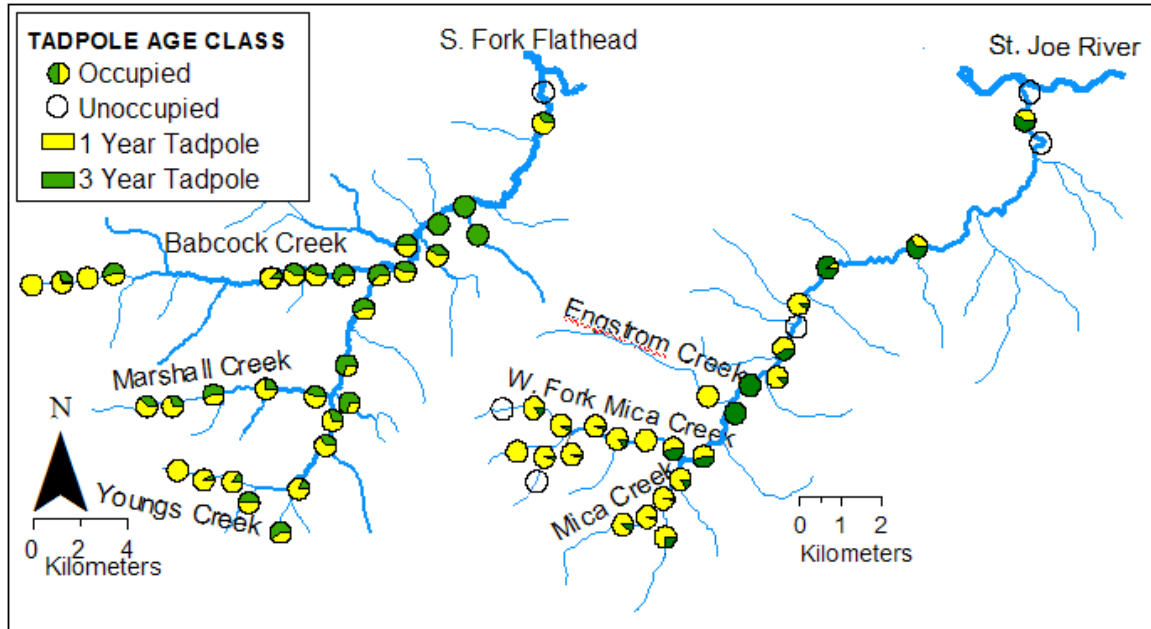 TADPOLE AGE CLASS
Occupied
Unoccupied
1 Year Tadpole
3 Year Tadpole
S. Fork Flathead
St. Joe River
Babcock Creek
Engstrom Creek
Marshall Creek
W. Fork Mica Creek
N
Mica Creek
Youngs Creek
0 2 4
Kilometers
0 1 2
Kilometers